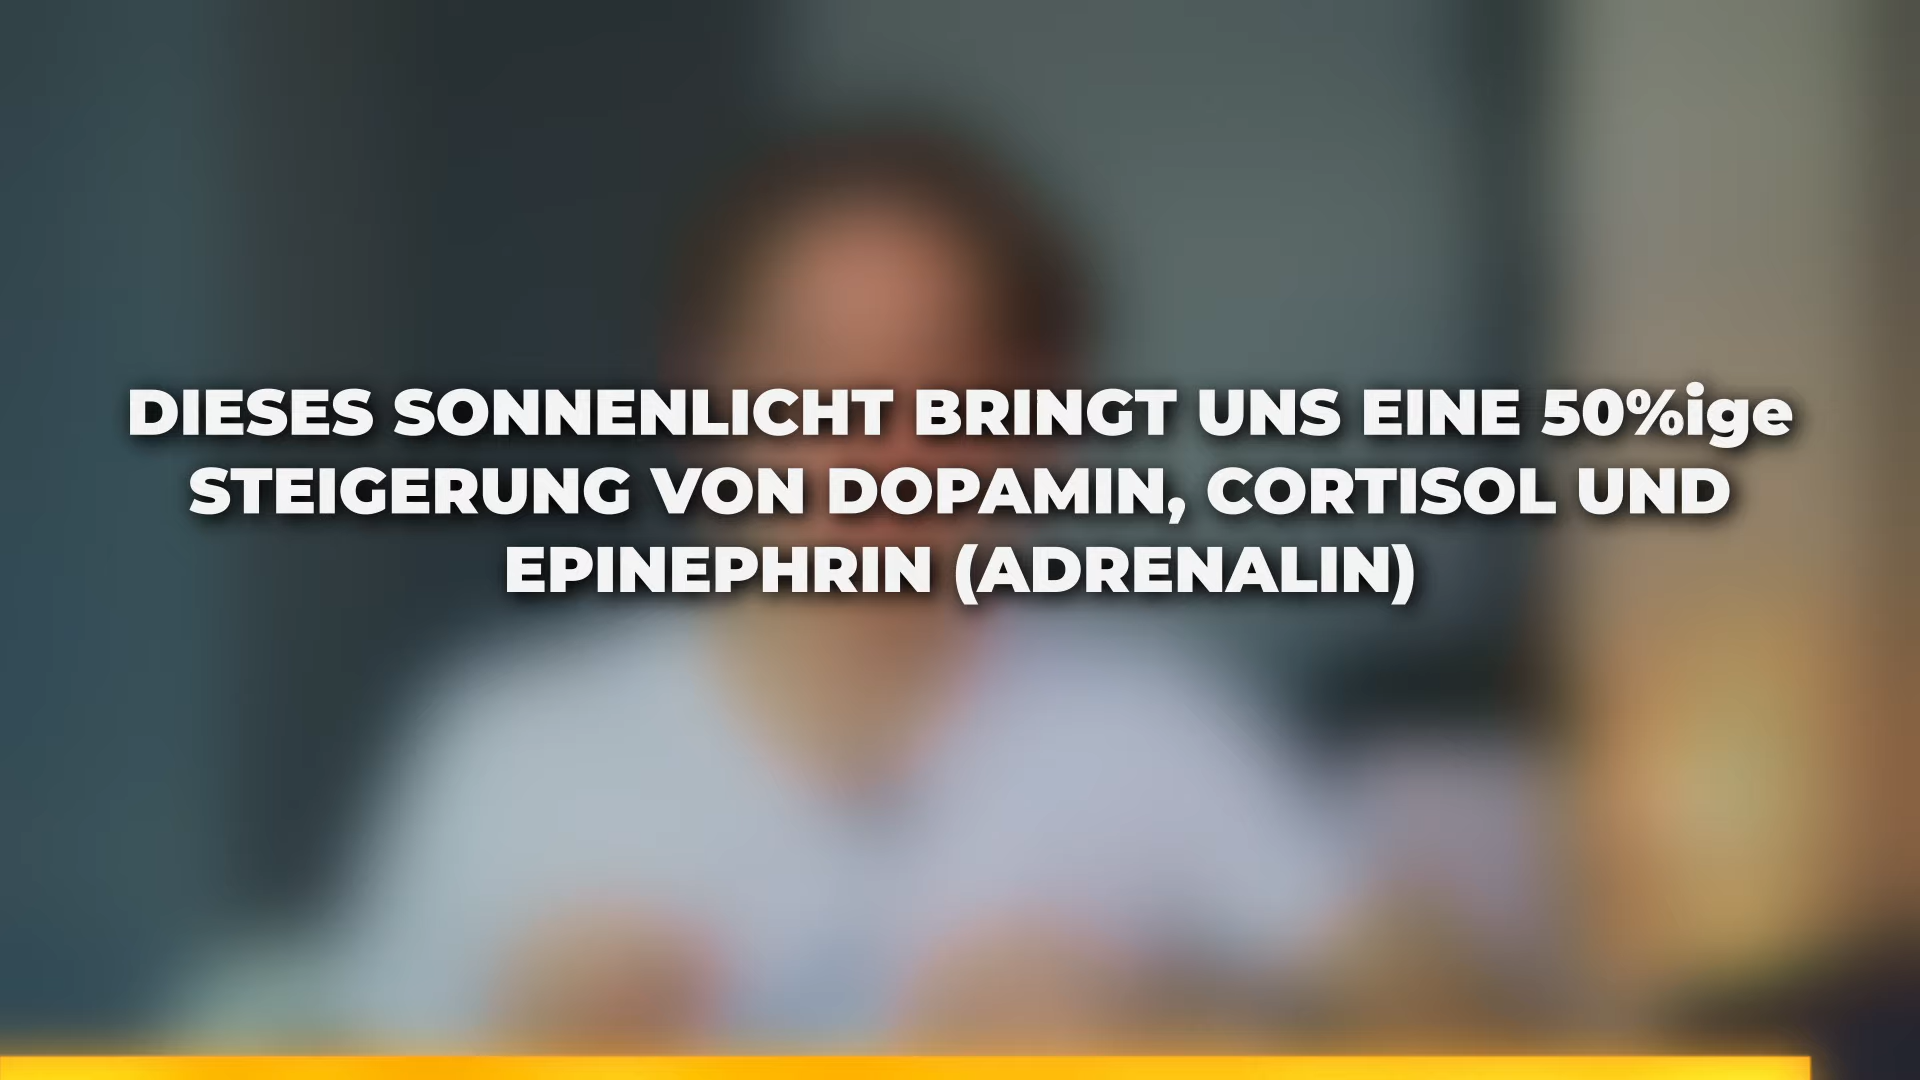 DIESES SONNENLICHT BRINGT UNS EINE 50%ige
STEIGERUNG VON DOPAMIN, CORTISOL UND
EPINEPHRIN (ADRENALIN)